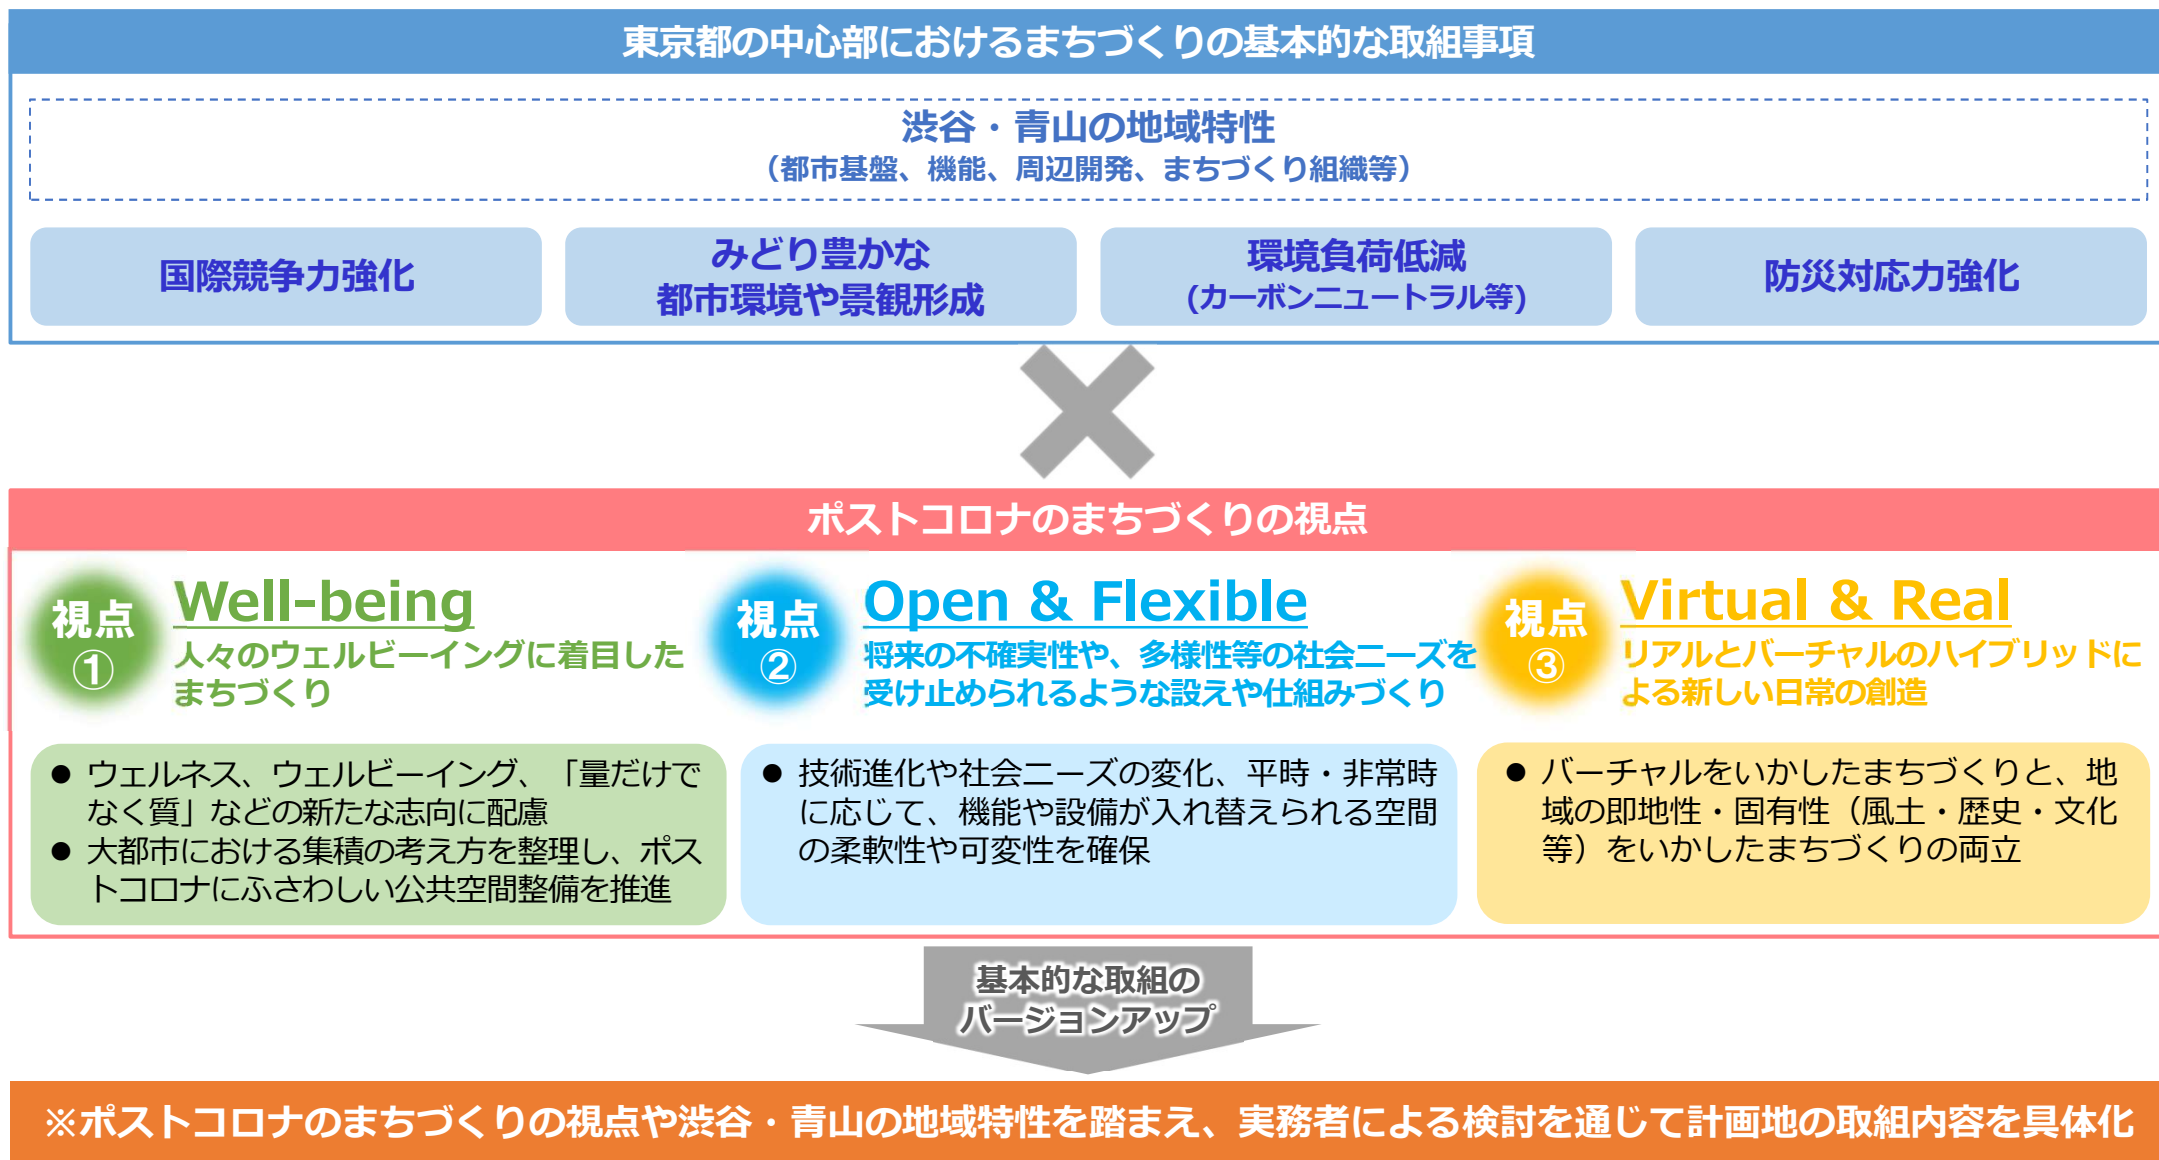 東京都の中心部におけるまちづくりの基本的な取組事項
渋谷・青山の地域特性
（都市基盤、機能、周辺開発、まちづくり組織等）
国際競争力強化
みどり豊かな
都市環境や景観形成
環境負荷低減
(カーボンニュートラル等)
防災対応力強化
ポストコロナのまちづくりの視点
視点
①
Well-being
人々のウェルビーイングに着目した
まちづくり
視点
②
Open & Flexible
将来の不確実性や、多様性等の社会ニーズを
受け止められるような設えや仕組みづくり
視点
③
Virtual & Real
リアルとバーチャルのハイブリッドに
よる新しい日常の創造
● ウェルネス、ウェルビーイング、「量だけで
なく質」などの新たな志向に配慮
● 大都市における集積の考え方を整理し、ポス
トコロナにふさわしい公共空間整備を推進
● 技術進化や社会ニーズの変化、平時・非常時
に応じて、機能や設備が入れ替えられる空間
の柔軟性や可変性を確保
● バーチャルをいかしたまちづくりと、地
域の即地性・固有性（風土・歴史・文化
等）をいかしたまちづくりの両立
基本的な取組の
バージョンアップ
※ポストコロナのまちづくりの視点や渋谷・青山の地域特性を踏まえ、実務者による検討を通じて計画地の取組内容を具体化